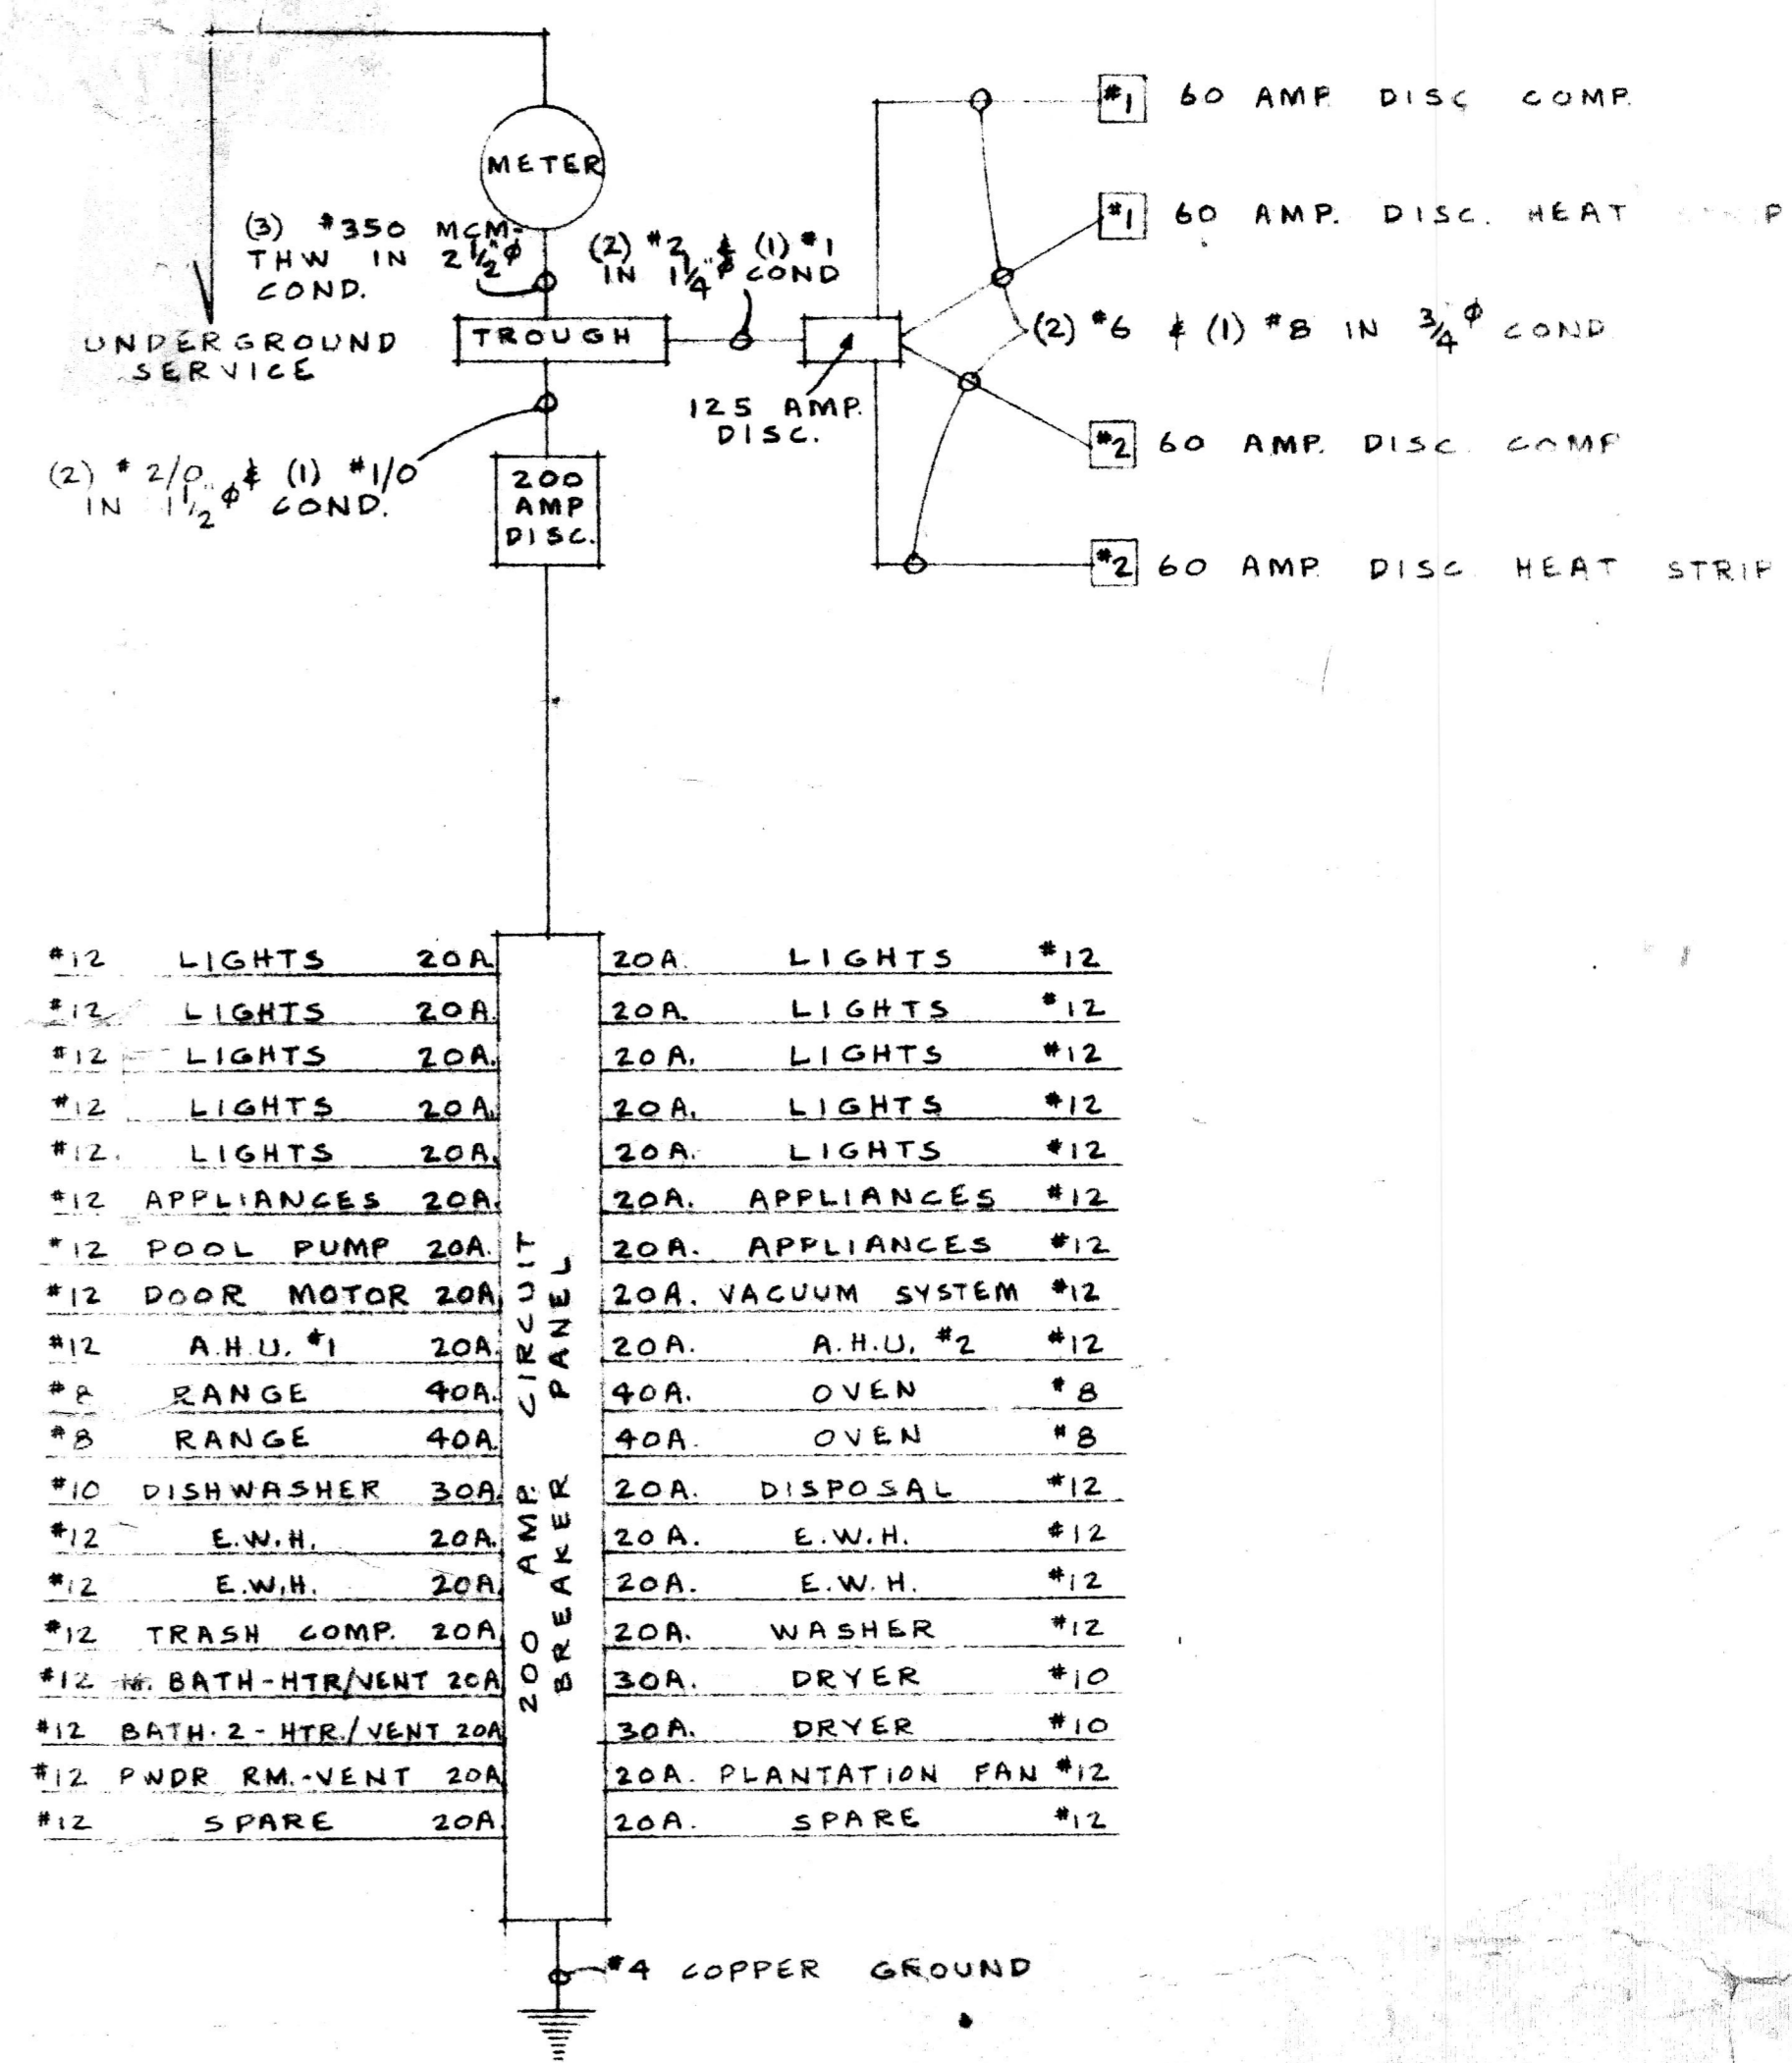 METER
(3) #350 MCM-
THW IN 2 1/2"ø
COND.
(2) #2 & (1) #1
IN 1 1/4"ø COND
UNDERGROUND
SERVICE
TROUGH
125 AMP.
DISC.
(2) #2/0 & (1) #1/0
IN 1 1/2"ø COND.
200
AMP
DISC.
#1 60 AMP. DISC COMP.
#1 60 AMP. DISC. HEAT
(2) #6 & (1) #8 IN 3/4 ø COND
#2 60 AMP. DISC. COMP
#2 60 AMP. DISC HEAT STRIP
200 AMP. CIRCUIT
BREAKER PANEL
#12 LIGHTS 20A 20A. LIGHTS #12
#12 LIGHTS 20A. 20A. LIGHTS #12
#12 LIGHTS 20A. 20A. LIGHTS #12
#12 LIGHTS 20A. 20A. LIGHTS #12
#12. LIGHTS 20A. 20A. LIGHTS #12
#12 APPLIANCES 20A. 20A. APPLIANCES #12
#12 POOL PUMP 20A. 20A. APPLIANCES #12
#12 DOOR MOTOR 20A 20A. VACUUM SYSTEM #12
#12 A.H.U. #1 20A. 20A. A.H.U. #2 #12
#8 RANGE 40A. 40A. OVEN #8
#8 RANGE 40A 40A. OVEN #8
#10 DISHWASHER 30A. 20A. DISPOSAL #12
#12 E.W.H. 20A. 20A. E.W.H. #12
#12 E.W.H. 20A 20A. E.W.H. #12
#12 TRASH COMP. 20A 20A. WASHER #12
#12 M. BATH-HTR/VENT 20A 30A. DRYER #10
#12 BATH.2-HTR./VENT 20A 30A. DRYER #10
#12 PWDR RM.-VENT 20A 20A. PLANTATION FAN #12
#12 SPARE 20A. 20A. SPARE #12
#4 COPPER GROUND